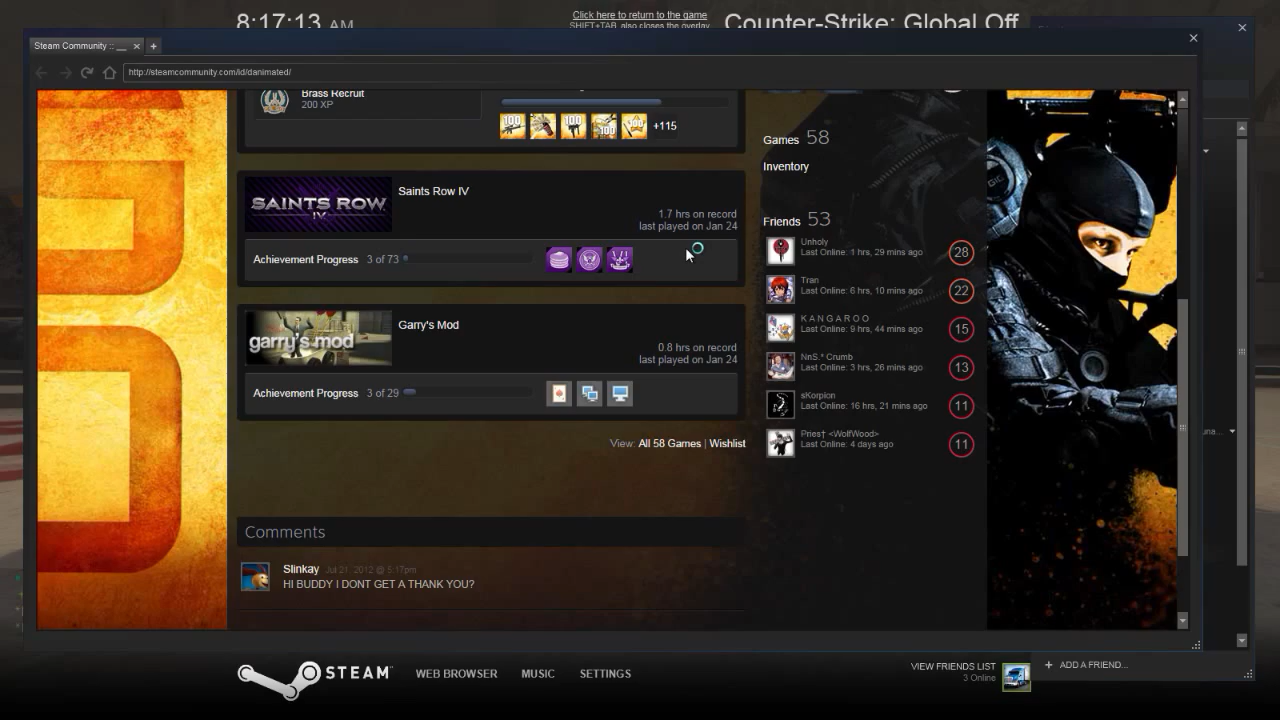 8:17:13 AM
Click here to return to the game
SHIFT+TAB also closes the overlay
Counter-Strike: Global Off
Steam Community :: __
http://steamcommunity.com/id/danimated/
Brass Recruit
200 XP
100
100
100
100
+115
Games 58
Inventory
SAINTS ROW
IV
Saints Row IV
1.7 hrs on record
last played on Jan 24
Achievement Progress 3 of 73
Friends 53
Unholy
Last Online: 1 hrs, 29 mins ago
28
Tran
Last Online: 6 hrs, 10 mins ago
22
K A N G A R O O
Last Online: 9 hrs, 44 mins ago
15
NnS.* Crumb
Last Online: 3 hrs, 26 mins ago
13
sKorpion
Last Online: 16 hrs, 21 mins ago
11
Pries† <WolfWood>
Last Online: 4 days ago
11
garry's mod
Garry's Mod
0.8 hrs on record
last played on Jan 24
Achievement Progress 3 of 29
View: All 58 Games | Wishlist
Comments
Slinkay Jul 21, 2012 @ 5:17pm
HI BUDDY I DONT GET A THANK YOU?
STEAM™
WEB BROWSER
MUSIC
SETTINGS
VIEW FRIENDS LIST
3 Online
+ ADD A FRIEND...